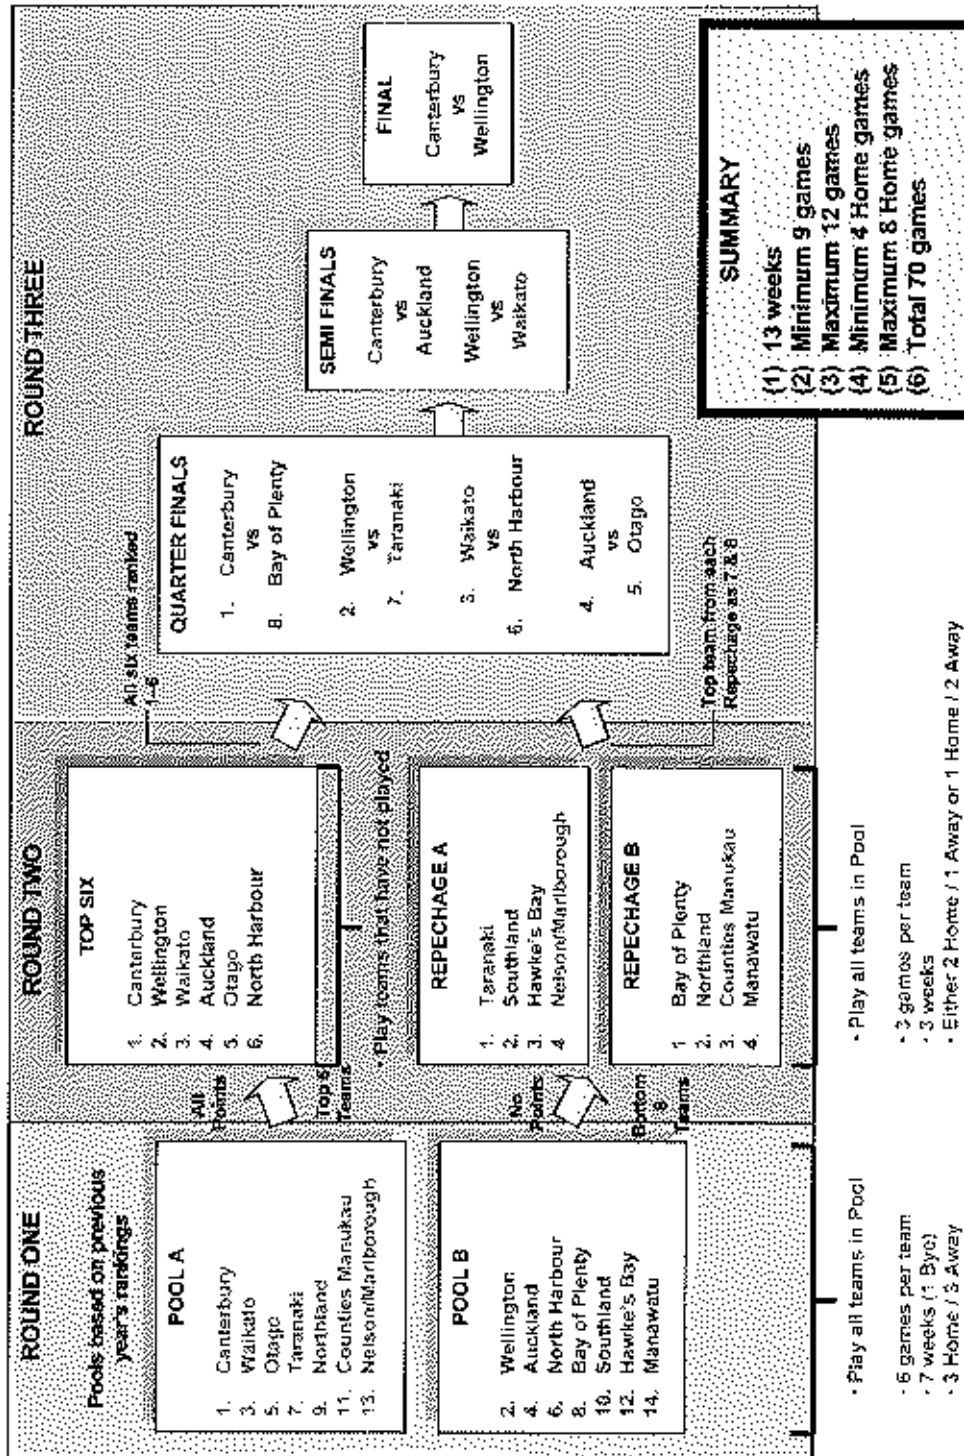 ROUND ONE
Pools based on previous
year's rankings
POOL A
1. Canterbury
3. Waikato
5. Otago
7. Taranaki
9. Northland
11. Counties Manukau
13. Nelson/Marlborough
POOL B
2. Wellington
4. Auckland
6. North Harbour
8. Bay of Plenty
10. Southland
12. Hawke's Bay
14. Manawatu
· Play all teams in Pool
· 6 games per team
· 7 weeks (1 Bye)
· 3 Home / 3 Away
All
Points
Top 6
Teams
No
Points
Bottom
8
Teams
ROUND TWO
TOP SIX
1. Canterbury
2. Wellington
3. Waikato
4. Auckland
5. Otago
6. North Harbour
· Play teams that have not played
REPECHAGE A
1. Taranaki
2. Southland
3. Hawke's Bay
4 Nelson/Marlborough
REPECHAGE B
1 Bay of Plenty
2. Northland
3. Counties Manukau
4. Manawatu
· Play all teams in Pool
· 3 games per team
· 3 weeks
· Either 2 Home / 1 Away or 1 Home / 2 Away
All six teams ranked
1–6
Top team from each
Repechage as 7 & 8
ROUND THREE
QUARTER FINALS
1. Canterbury
vs
8. Bay of Plenty
2. Wellington
vs
7. Taranaki
3. Waikato
vs
6. North Harbour
4. Auckland
vs
5. Otago
SEMI FINALS
Canterbury
vs
Auckland
Wellington
vs
Waikato
FINAL
Canterbury
vs
Wellington
SUMMARY
(1) 13 weeks
(2) Minimum 9 games
(3) Maximum 12 games
(4) Minimum 4 Home games
(5) Maximum 8 Home games
(6) Total 70 games